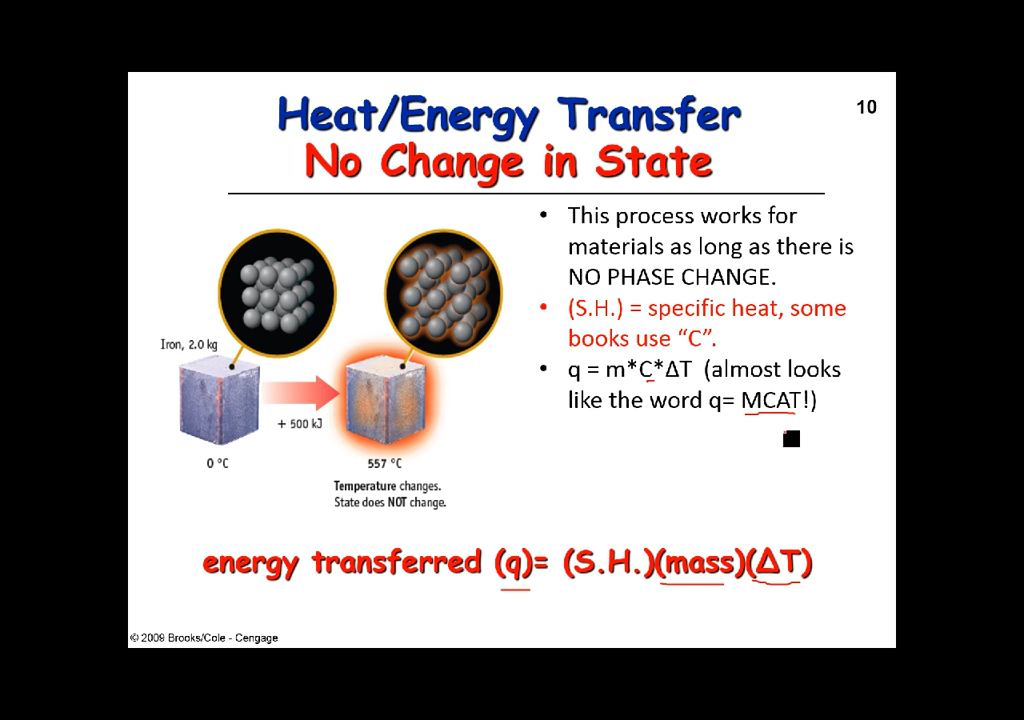 Heat/Energy Transfer
10
No Change in State
• This process works for
materials as long as there is
NO PHASE CHANGE.
• (S.H.) = specific heat, some
books use “C”.
• q = m*C*ΔT (almost looks
like the word q= MCAT!)
Iron, 2.0 kg
+ 500 kJ
0 °C
557 °C
Temperature changes.
State does NOT change.
energy transferred (q)= (S.H.)(mass)(ΔT)
© 2009 Brooks/Cole - Cengage